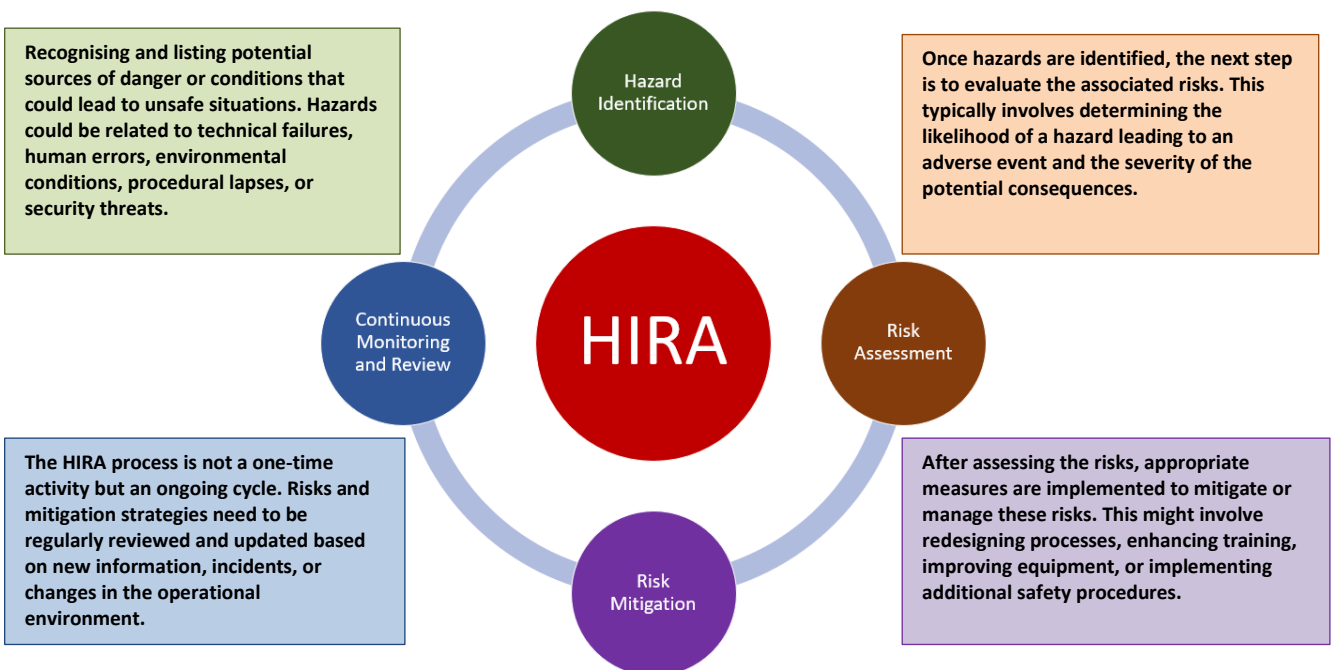 Recognising and listing potential
sources of danger or conditions that
could lead to unsafe situations. Hazards
could be related to technical failures,
human errors, environmental
conditions, procedural lapses, or
security threats.
Hazard
Identification
Once hazards are identified, the next step
is to evaluate the associated risks. This
typically involves determining the
likelihood of a hazard leading to an
adverse event and the severity of the
potential consequences.
Continuous
Monitoring
and Review
HIRA
Risk
Assessment
The HIRA process is not a one-time
activity but an ongoing cycle. Risks and
mitigation strategies need to be
regularly reviewed and updated based
on new information, incidents, or
changes in the operational
environment.
Risk
Mitigation
After assessing the risks, appropriate
measures are implemented to mitigate or
manage these risks. This might involve
redesigning processes, enhancing training,
improving equipment, or implementing
additional safety procedures.